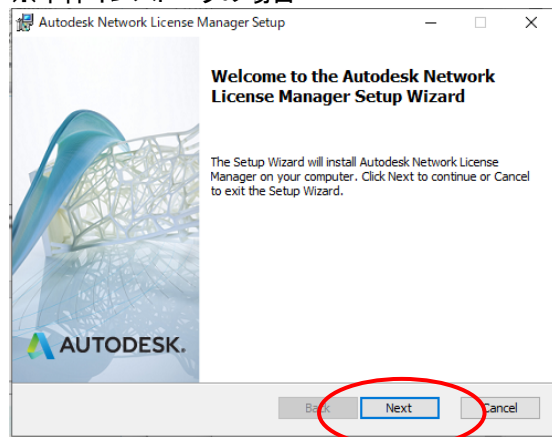 Autodesk Network License Manager Setup
Welcome to the Autodesk Network
License Manager Setup Wizard
The Setup Wizard will install Autodesk Network License
Manager on your computer. Click Next to continue or Cancel
to exit the Setup Wizard.
AUTODESK.
Back Next Cancel